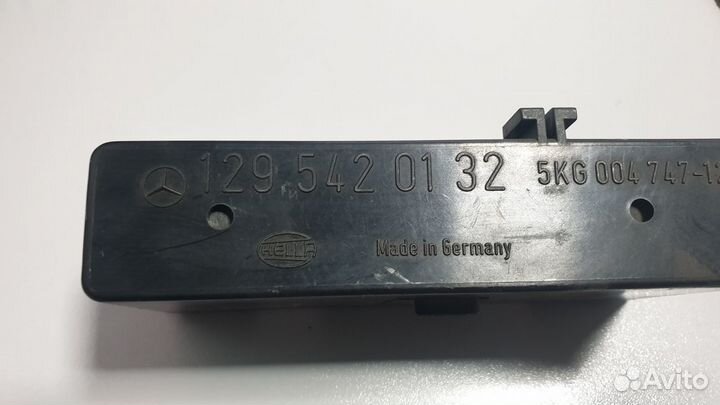 129 542 01 32 5KG 004 747-1
HELLA Made in Germany
Avito